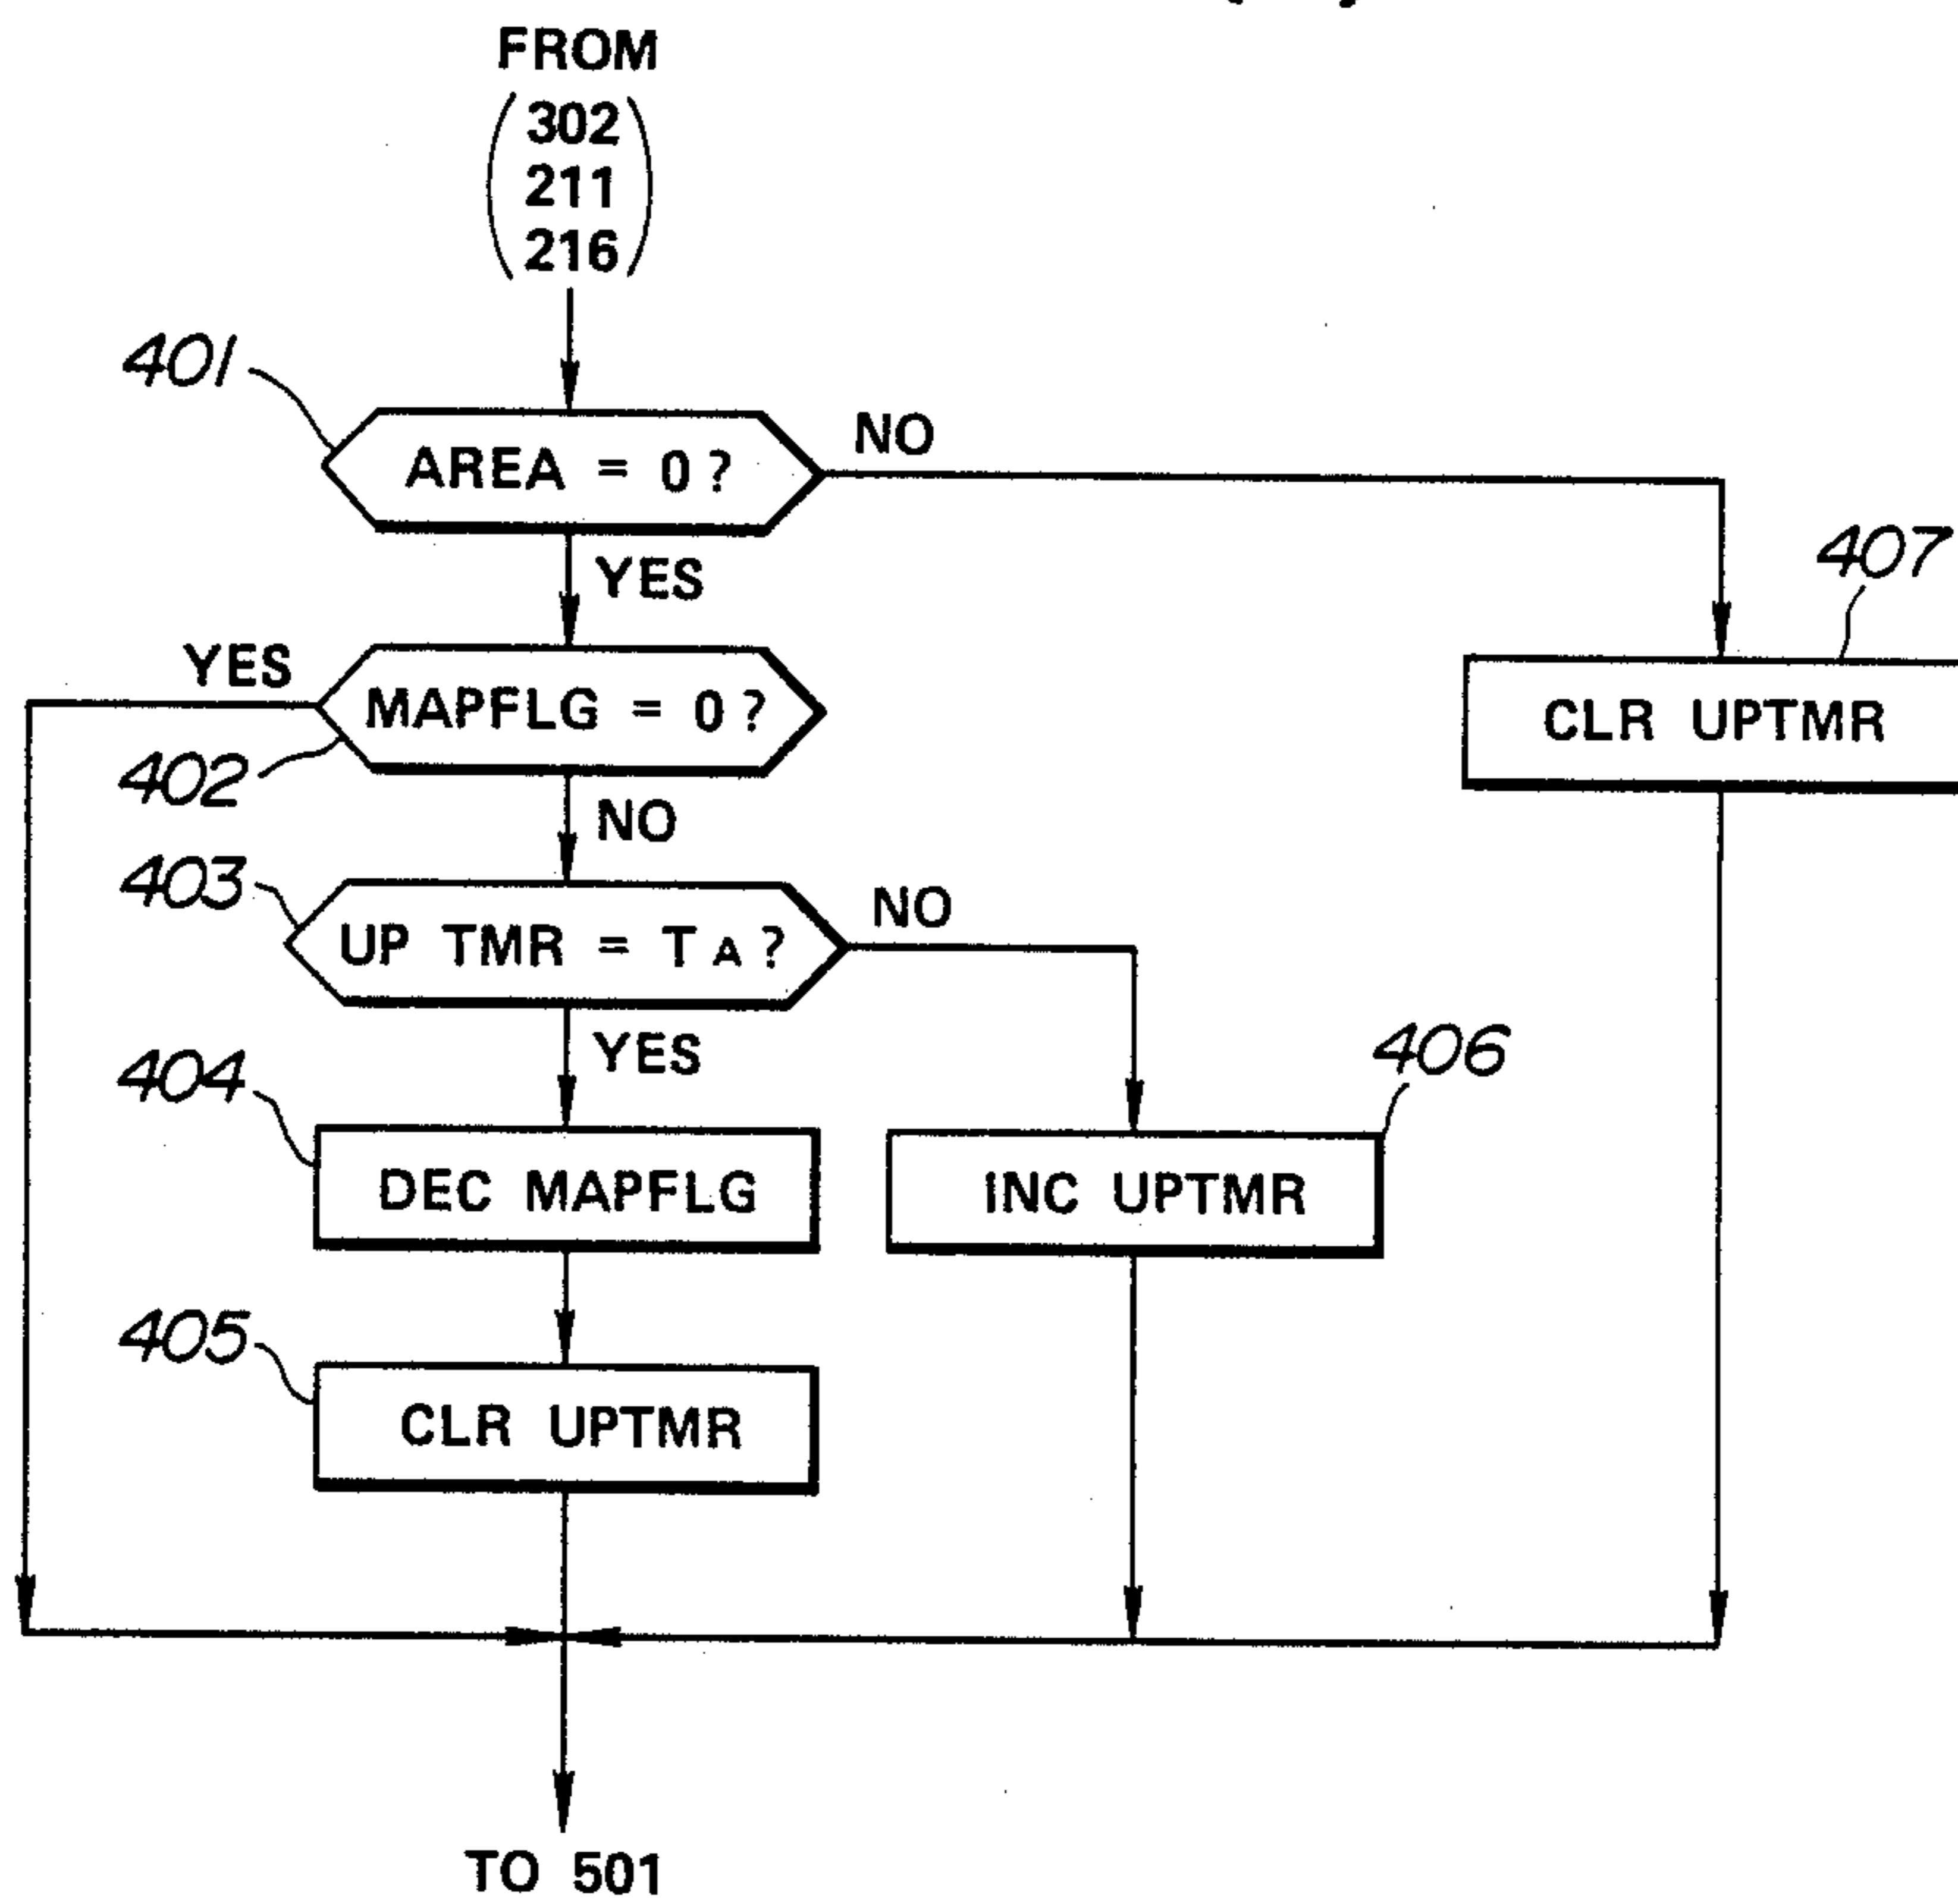 FROM
302
211
216
401
AREA = 0 ?
NO
YES
407
YES
MAPFLG = 0 ?
CLR UPTMR
402
NO
403
UP TMR = TA ?
NO
YES
406
404
DEC MAPFLG
INC UPTMR
405
CLR UPTMR
TO 501